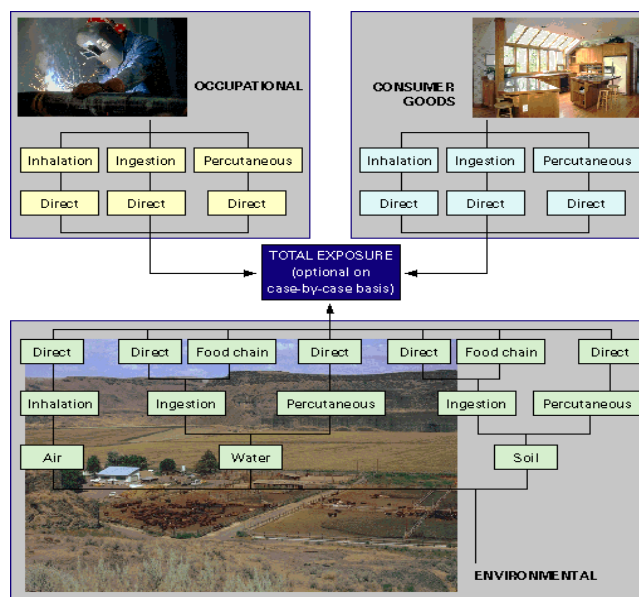 OCCUPATIONAL
Inhalation Ingestion Percutaneous
Direct Direct Direct
CONSUMER
GOODS
Inhalation Ingestion Percutaneous
Direct Direct Direct
TOTAL EXPOSURE
(optional on
case-by-case basis)
Direct Direct Food chain Direct Direct Food chain Direct
Inhalation Ingestion Percutaneous Ingestion Percutaneous
Air Water Soil
ENVIRONMENTAL